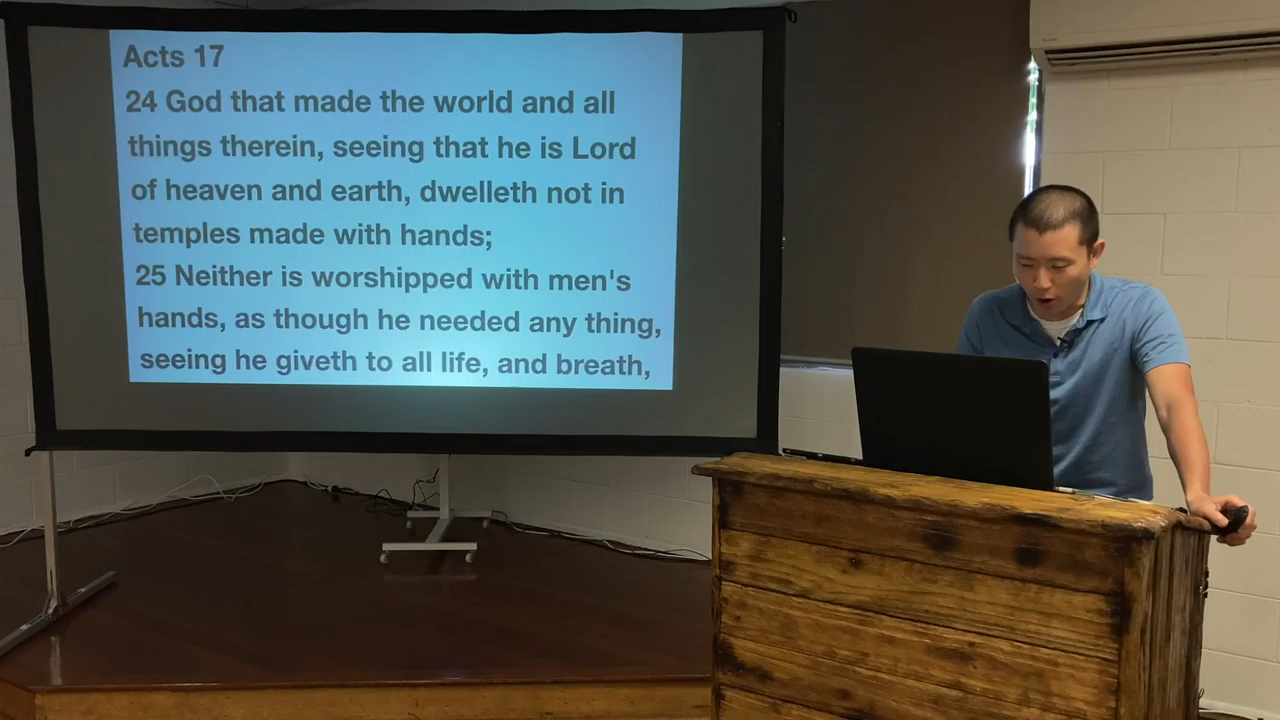 Acts 17
24 God that made the world and all
things therein, seeing that he is Lord
of heaven and earth, dwelleth not in
temples made with hands;
25 Neither is worshipped with men's
hands, as though he needed any thing,
seeing he giveth to all life, and breath,